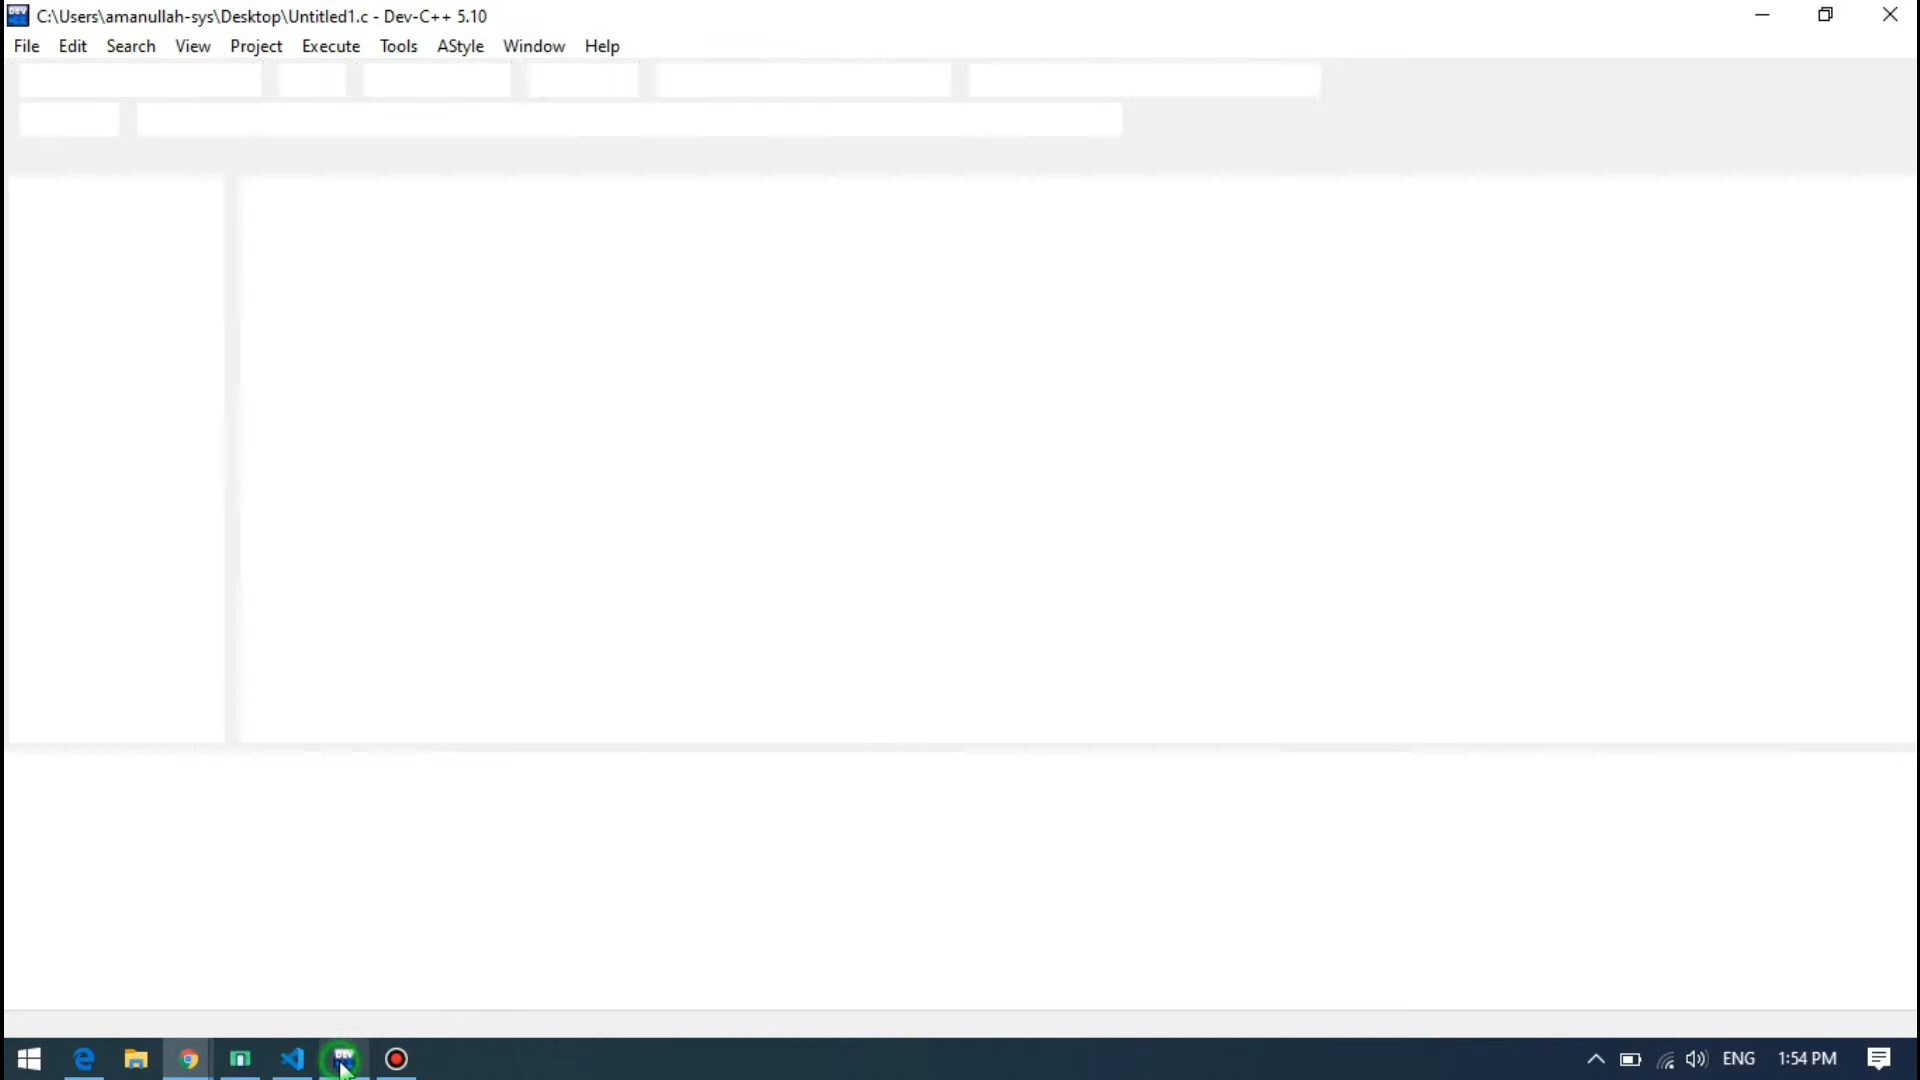 C:\Users\amanullah-sys\Desktop\Untitled1.c - Dev-C++ 5.10
File Edit Search View Project Execute Tools AStyle Window Help
DEV
ENG 1:54 PM